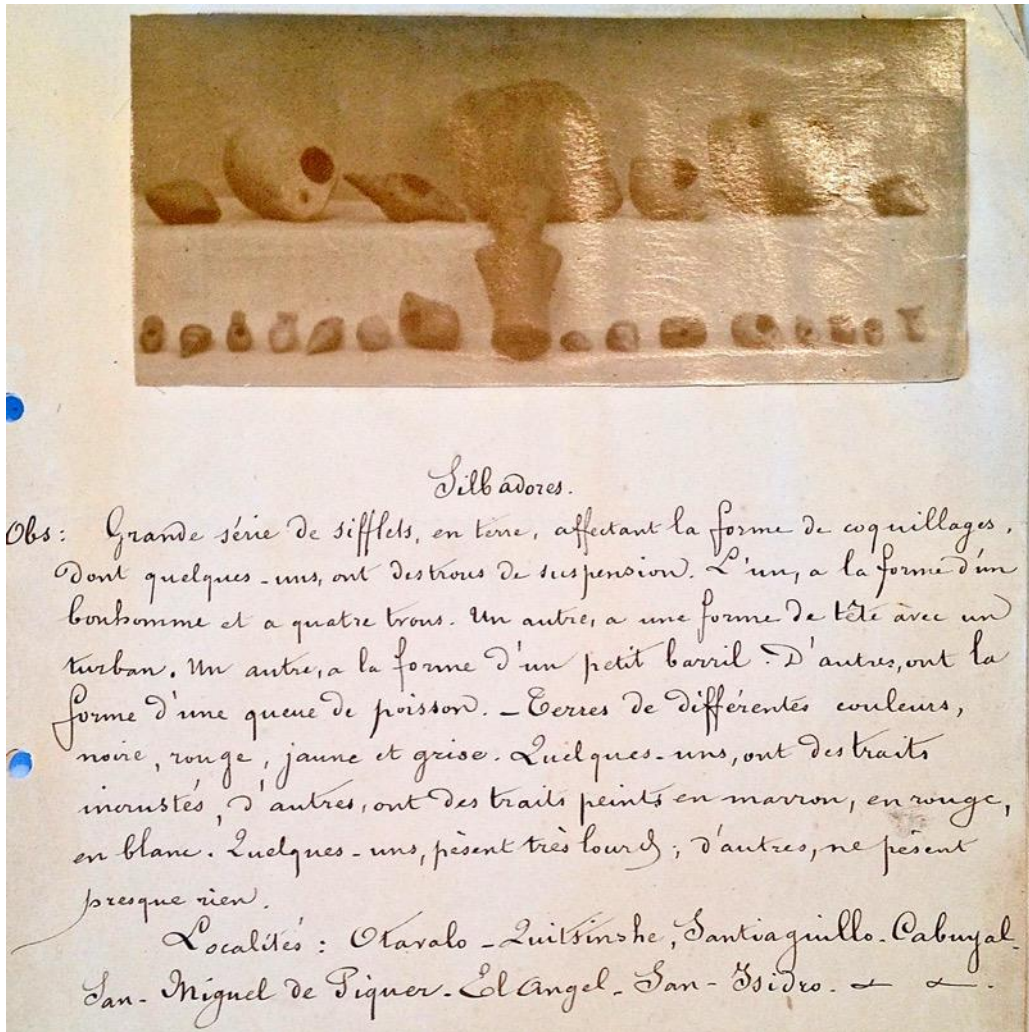 Silbadores.
Obs: Grande série de sifflets, en terre, affectant la forme de coquillages,
dont quelques-uns, ont des trous de suspension. L'un, a la forme d'un
bonhomme et a quatre trous. Un autre, a une forme de tête avec un
turban. Un autre, a la forme d'un petit barril. D'autres, ont la
forme d'une queue de poisson. - Terres de différentes couleurs,
noire, rouge, jaune et grise. Quelques-uns, ont des traits
incrustés, d'autres, ont des traits peints en marron, en rouge,
en blanc. Quelques-uns, pèsent très lourds; d'autres, ne pèsent
presque rien.
Localités: Otavalo - Quitsinshe, Santiaguillo - Cabuyal -
San-Miguel de Piquer - El Angel - San-Isidro. &  &.